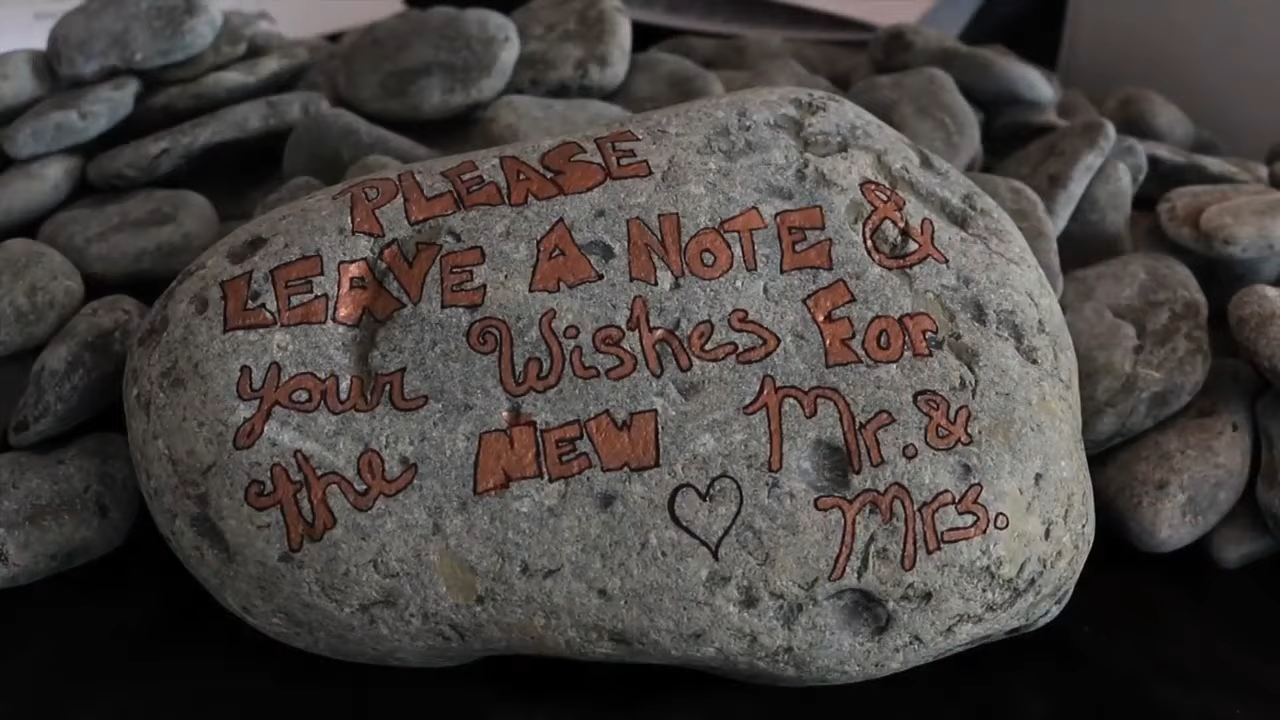 PLEASE
LEAVE A NOTE &
your Wishes For
the NEW Mr. &
Mrs.